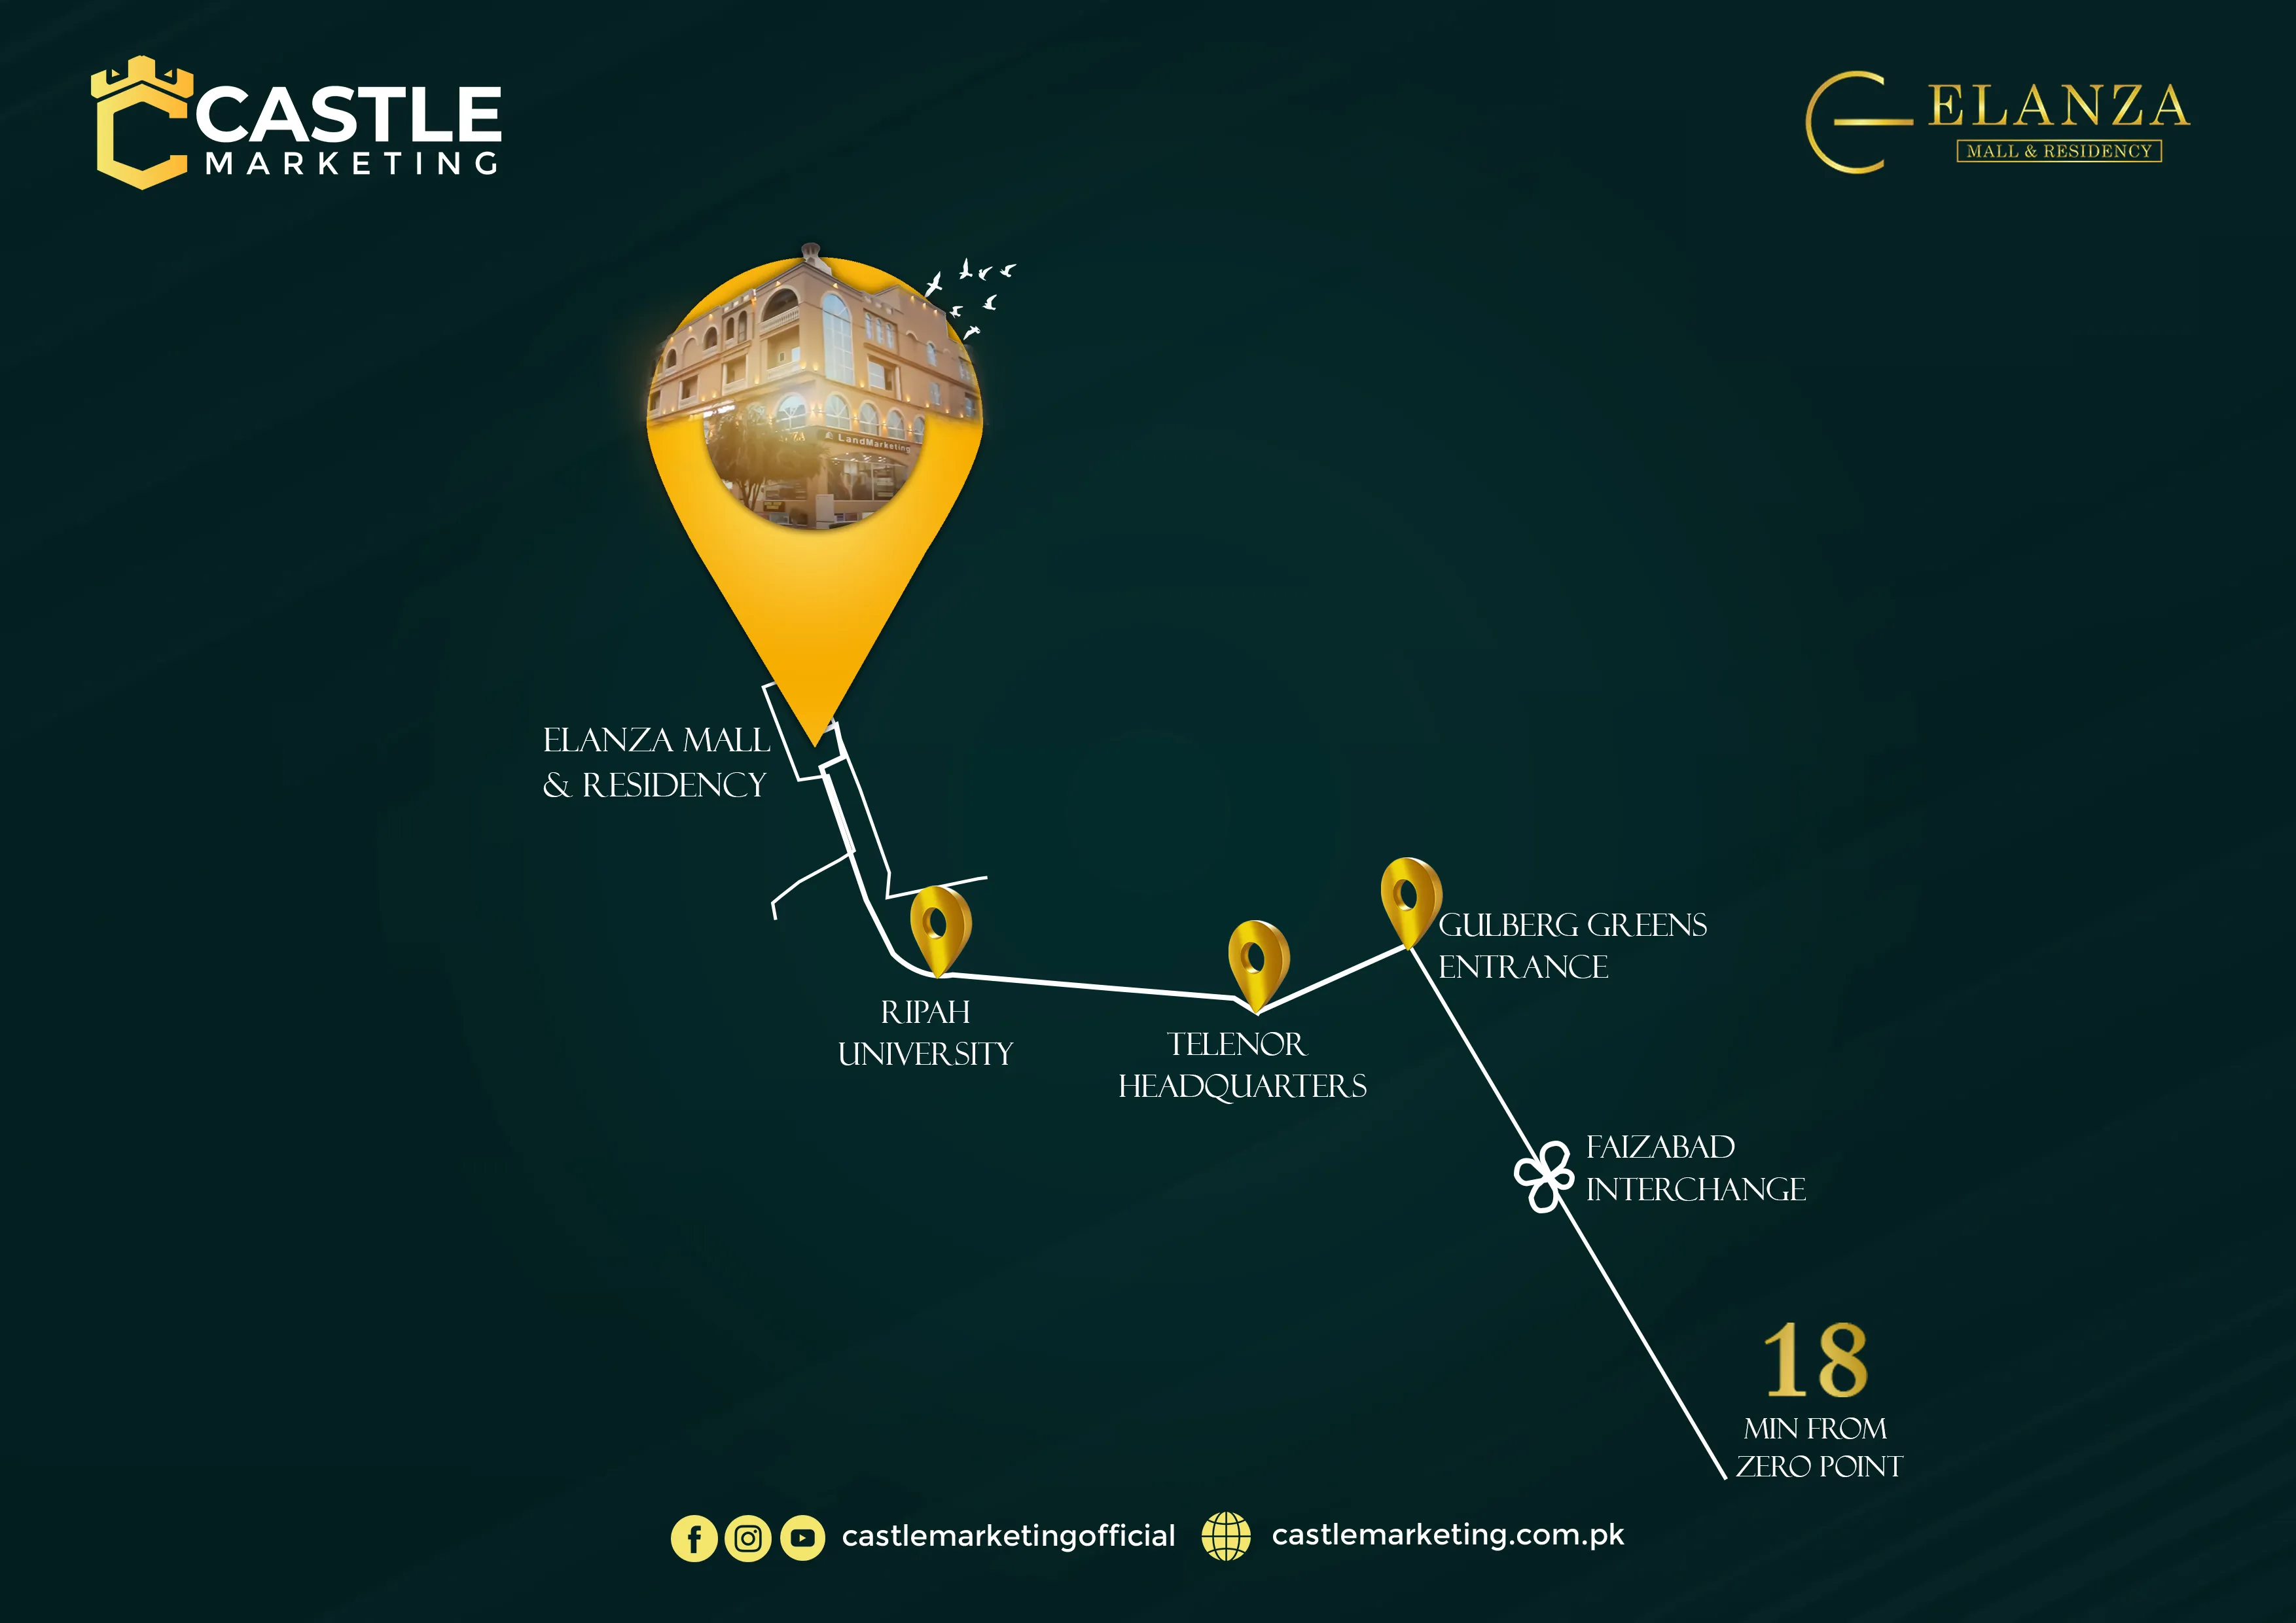 CASTLE
MARKETING
ELANZA
MALL & RESIDENCY
LandMarketing
ELANZA MALL
& RESIDENCY
GULBERG GREENS
ENTRANCE
RIPAH
UNIVERSITY
TELENOR
HEADQUARTERS
FAIZABAD
INTERCHANGE
18
MIN FROM
ZERO POINT
castlemarketingofficial
castlemarketing.com.pk